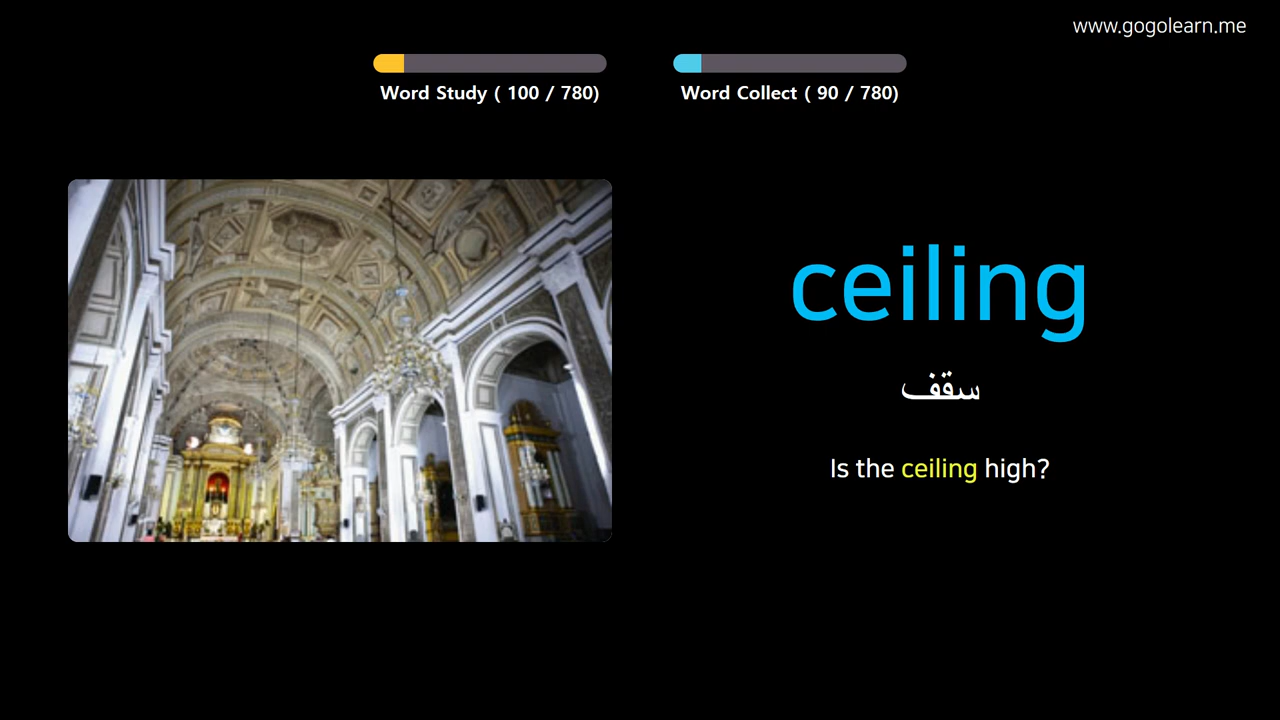 www.gogolearn.me
Word Study ( 100 / 780)
Word Collect ( 90 / 780)
ceiling
سقف
Is the ceiling high?